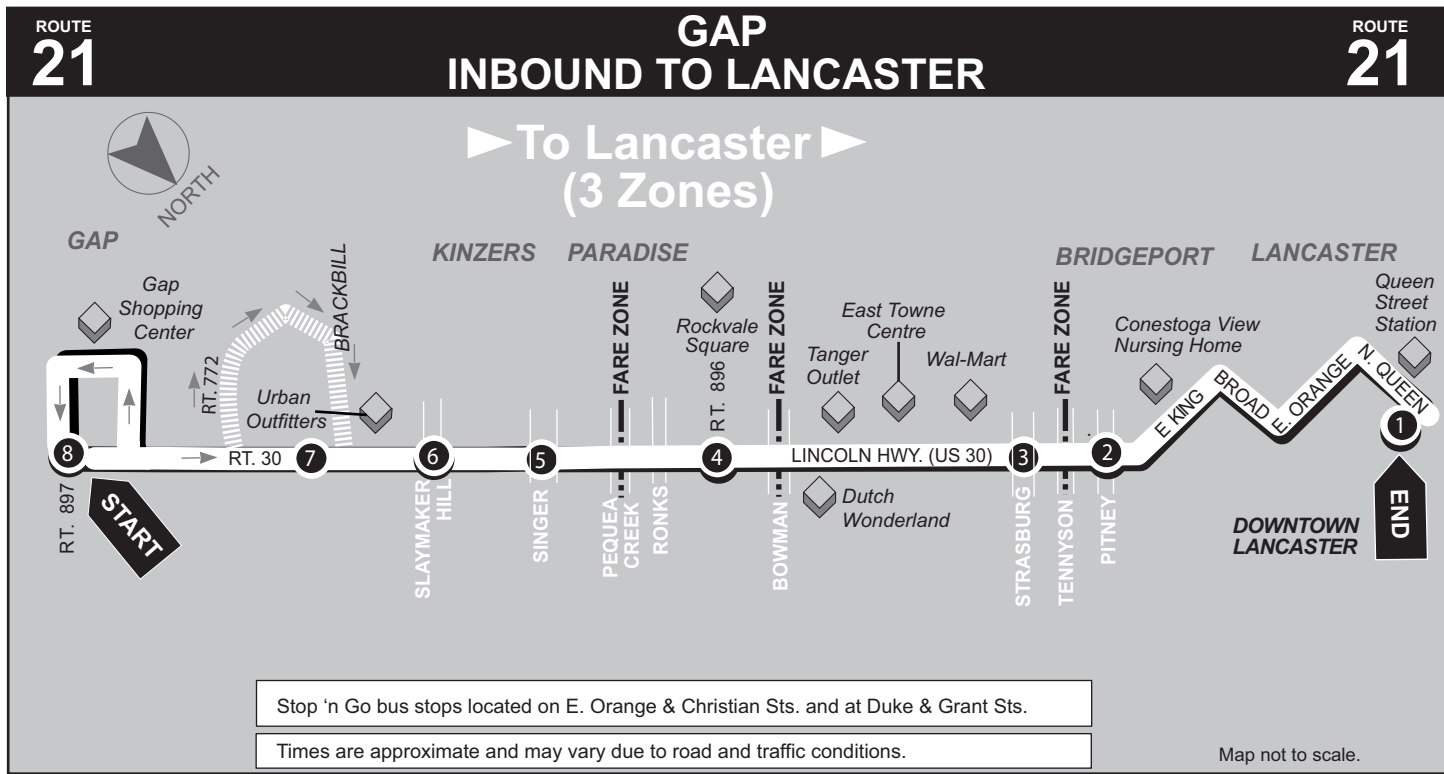 ROUTE
21
GAP
INBOUND TO LANCASTER
ROUTE
21
To Lancaster
(3 Zones)
NORTH
GAP
KINZERS
PARADISE
BRIDGEPORT
LANCASTER
Gap
Shopping
Center
RT. 772
BRACKBILL
Urban
Outfitters
FARE ZONE
Rockvale
Square
RT. 896
FARE ZONE
Tanger
Outlet
East Towne
Centre
Wal-Mart
FARE ZONE
Conestoga View
Nursing Home
Queen
Street
Station
E KING
BROAD
E. ORANGE
N. QUEEN
8
RT. 30
7
6
5
4
LINCOLN HWY. (US 30)
3
2
1
RT. 897
START
SLAYMAKER
HILL
SINGER
PEQUEA
CREEK
RONKS
BOWMAN
Dutch
Wonderland
STRASBURG
TENNYSON
PITNEY
DOWNTOWN
LANCASTER
END
Stop ‘n Go bus stops located on E. Orange & Christian Sts. and at Duke & Grant Sts.
Times are approximate and may vary due to road and traffic conditions.
Map not to scale.